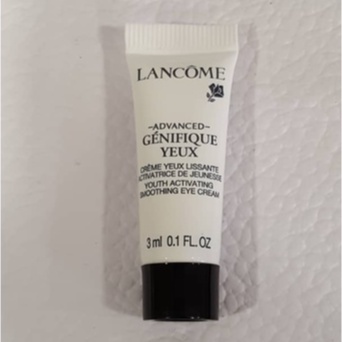 LANCÔME
-ADVANCED-
GÉNIFIQUE
YEUX
CRÈME YEUX LISSANTE
ACTIVATRICE DE JEUNESSE
YOUTH ACTIVATING
SMOOTHING EYE CREAM
3 ml 0.1 FL.OZ